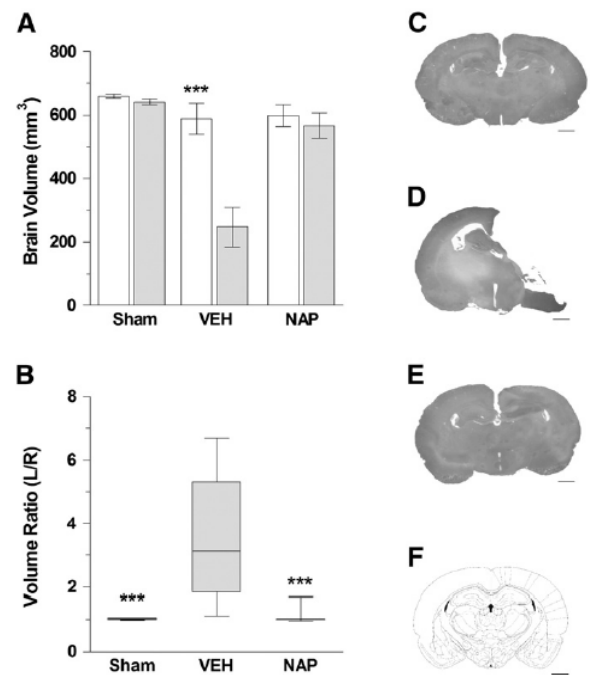 A
Brain Volume (mm³)
800
600
400
200
0
***
Sham VEH NAP
B
Volume Ratio (L/R)
8
6
4
2
0
***
***
Sham VEH NAP
C
D
E
F